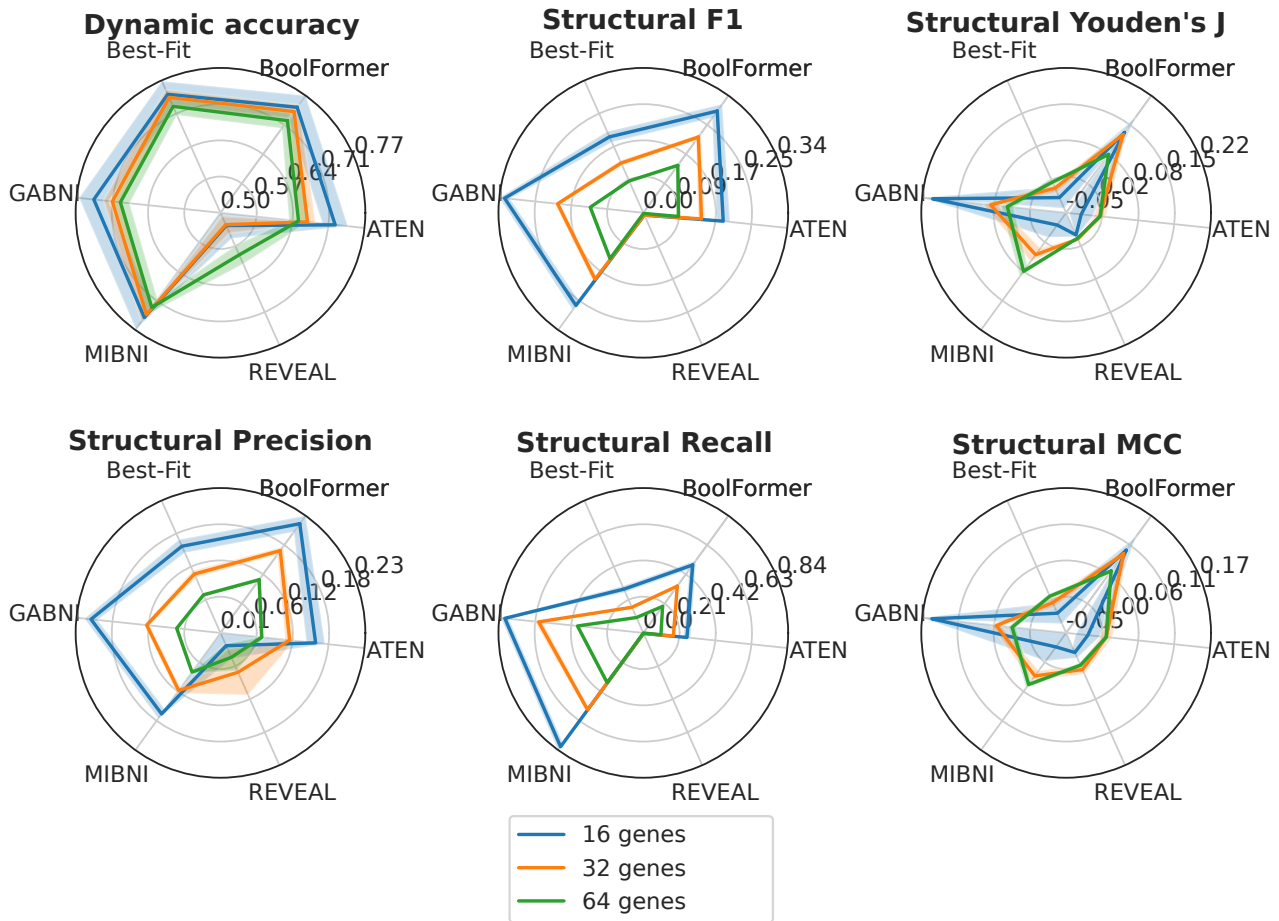 Dynamic accuracy
Best-Fit
BoolFormer
GABNI
ATEN
MIBNI
REVEAL
0.50
0.64
0.71
0.77
Structural F1
Best-Fit
BoolFormer
GABNI
ATEN
MIBNI
REVEAL
0.00
0.09
0.17
0.25
0.34
Structural Youden's J
Best-Fit
BoolFormer
GABNI
ATEN
MIBNI
REVEAL
-0.05
0.02
0.08
0.15
0.22
Structural Precision
Best-Fit
BoolFormer
GABNI
ATEN
MIBNI
REVEAL
0.01
0.06
0.12
0.18
0.23
Structural Recall
Best-Fit
BoolFormer
GABNI
ATEN
MIBNI
REVEAL
0.00
0.21
0.42
0.63
0.84
Structural MCC
Best-Fit
BoolFormer
GABNI
ATEN
MIBNI
REVEAL
-0.05
0.00
0.06
0.11
0.17
16 genes
32 genes
64 genes